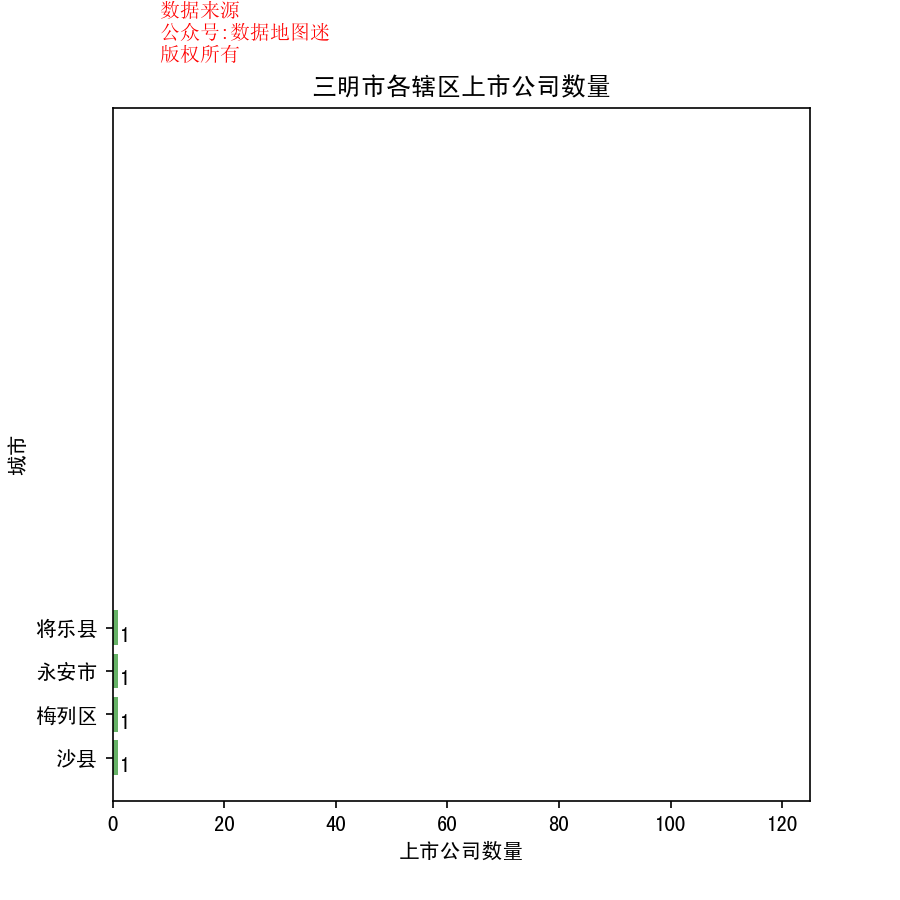 数据来源
公众号:数据地图迷
版权所有
三明市各辖区上市公司数量
城市
将乐县 1
永安市 1
梅列区 1
沙县 1
0 20 40 60 80 100 120
上市公司数量